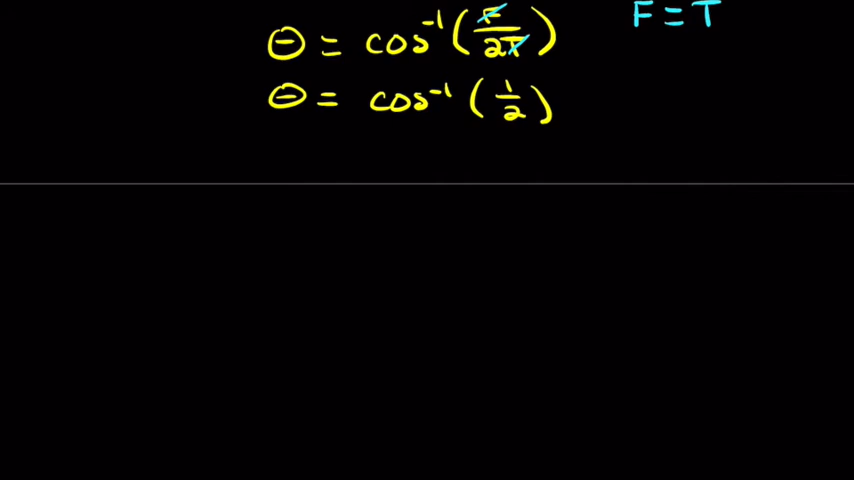 θ = cos⁻¹(F/2T)
F = T
θ = cos⁻¹(1/2)